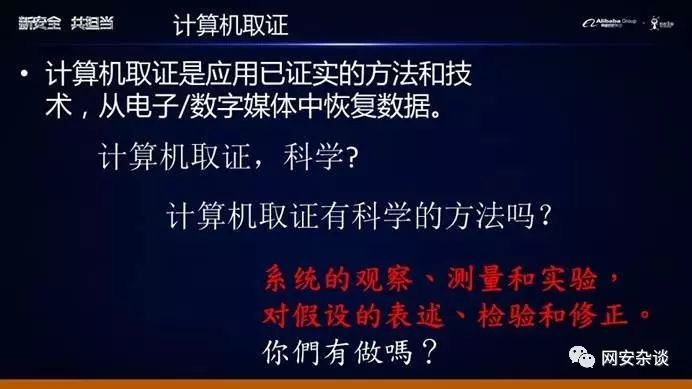 新安全 共担当
计算机取证
Alibaba Group
• 计算机取证是应用已证实的方法和技
术，从电子/数字媒体中恢复数据。
计算机取证，科学?
计算机取证有科学的方法吗？
系统的观察、测量和实验，
对假设的表述、检验和修正。
你們有做嗎？
网安杂谈